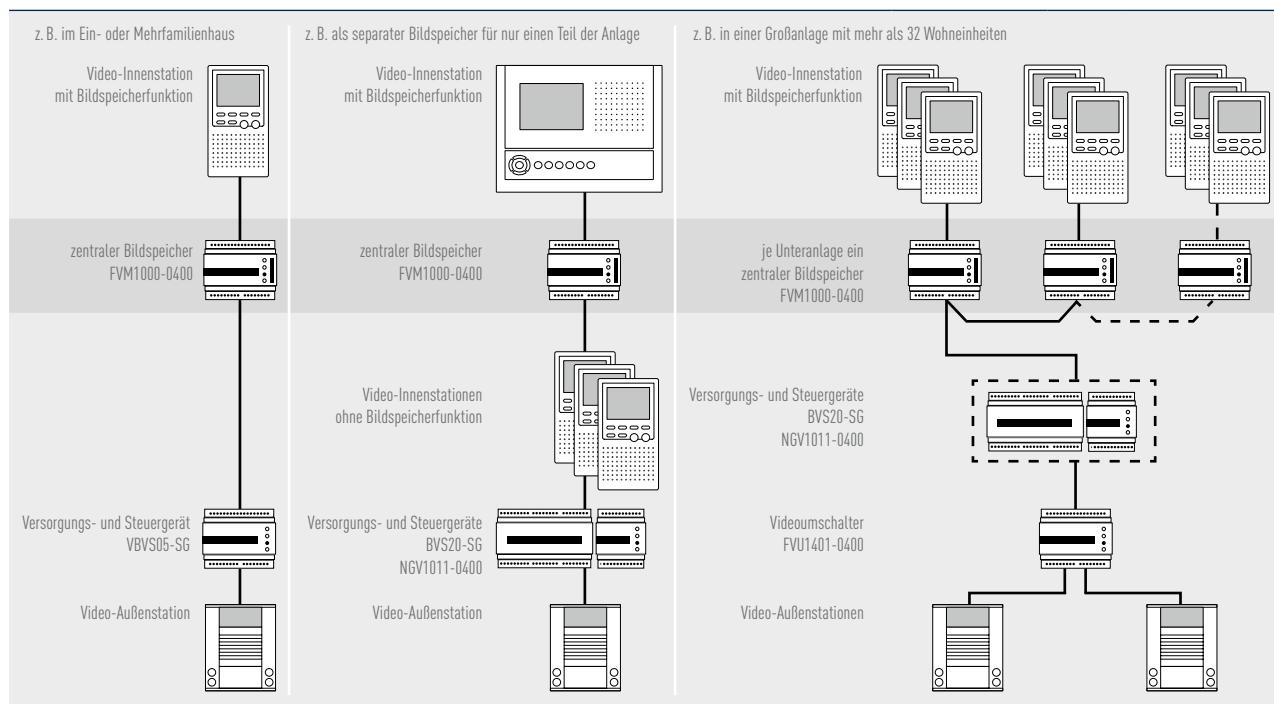 z. B. im Ein- oder Mehrfamilienhaus
Video-Innenstation
mit Bildspeicherfunktion
zentraler Bildspeicher
FVM1000-0400
Versorgungs- und Steuergerät
VBVS05-SG
Video-Außenstation
z. B. als separater Bildspeicher für nur einen Teil der Anlage
Video-Innenstation
mit Bildspeicherfunktion
zentraler Bildspeicher
FVM1000-0400
Video-Innenstationen
ohne Bildspeicherfunktion
Versorgungs- und Steuergeräte
BVS20-SG
NGV1011-0400
Video-Außenstation
z. B. in einer Großanlage mit mehr als 32 Wohneinheiten
Video-Innenstation
mit Bildspeicherfunktion
je Unteranlage ein
zentraler Bildspeicher
FVM1000-0400
Versorgungs- und Steuergeräte
BVS20-SG
NGV1011-0400
Videoumschalter
FVU1401-0400
Video-Außenstationen